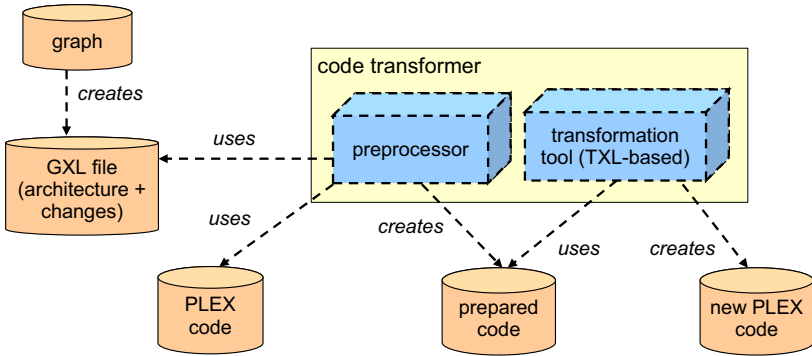 graph
creates
GXL file
(architecture +
changes)
uses
code transformer
preprocessor
transformation
tool (TXL-based)
uses
creates
uses
creates
PLEX
code
prepared
code
new PLEX
code